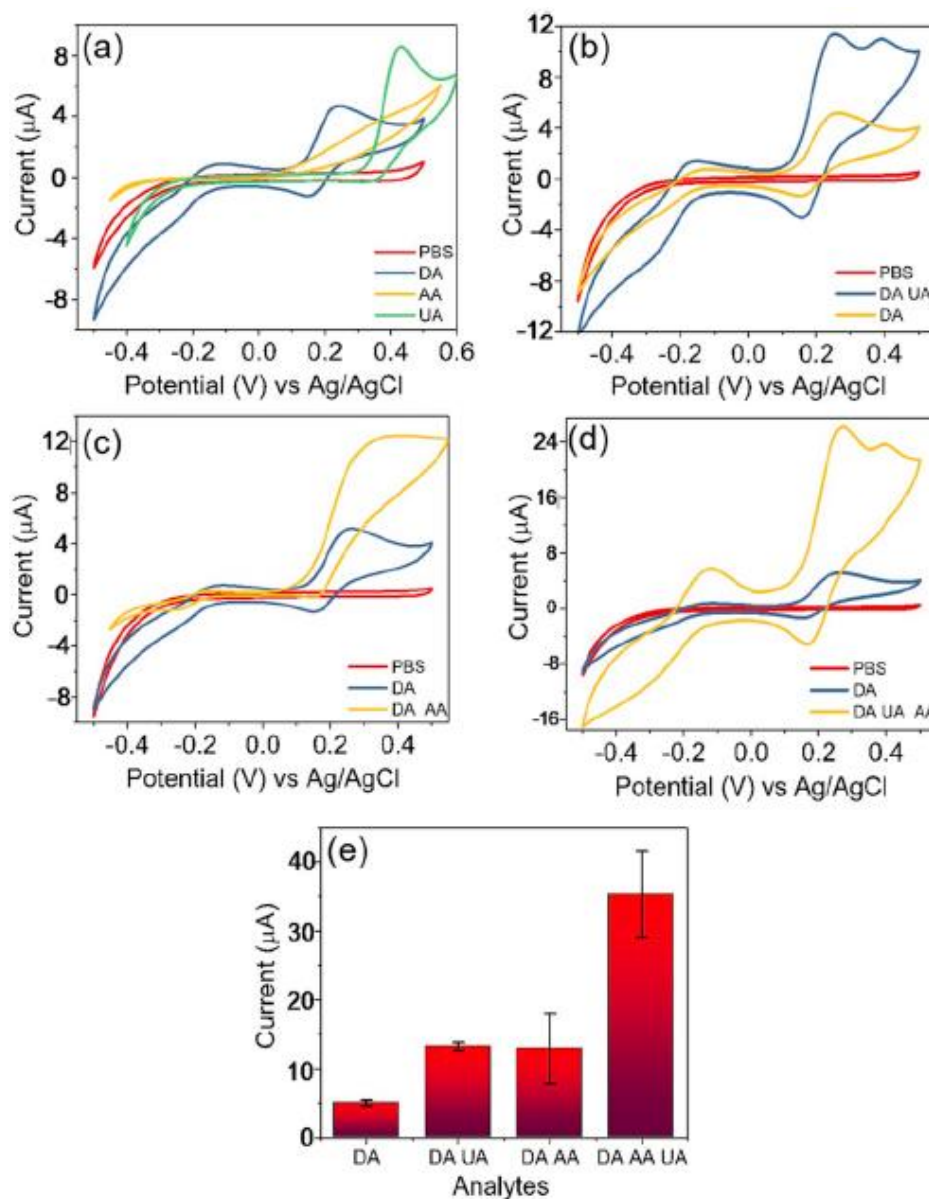 (a)
Current (μA)
8
4
0
-4
-8
PBS
DA
AA
UA
-0.4 -0.2 0.0 0.2 0.4 0.6
Potential (V) vs Ag/AgCl
(b)
Current (μA)
12
8
4
0
-4
-8
-12
PBS
DA UA
DA
-0.4 -0.2 0.0 0.2 0.4
Potential (V) vs Ag/AgCl
(c)
Current (μA)
12
8
4
0
-4
-8
PBS
DA
DA AA
-0.4 -0.2 0.0 0.2 0.4
Potential (V) vs Ag/AgCl
(d)
Current (μA)
24
16
8
0
-8
-16
PBS
DA
DA UA AA
-0.4 -0.2 0.0 0.2 0.4
Potential (V) vs Ag/AgCl
(e)
Current (μA)
40
30
20
10
0
DA DA UA DA AA DA AA UA
Analytes